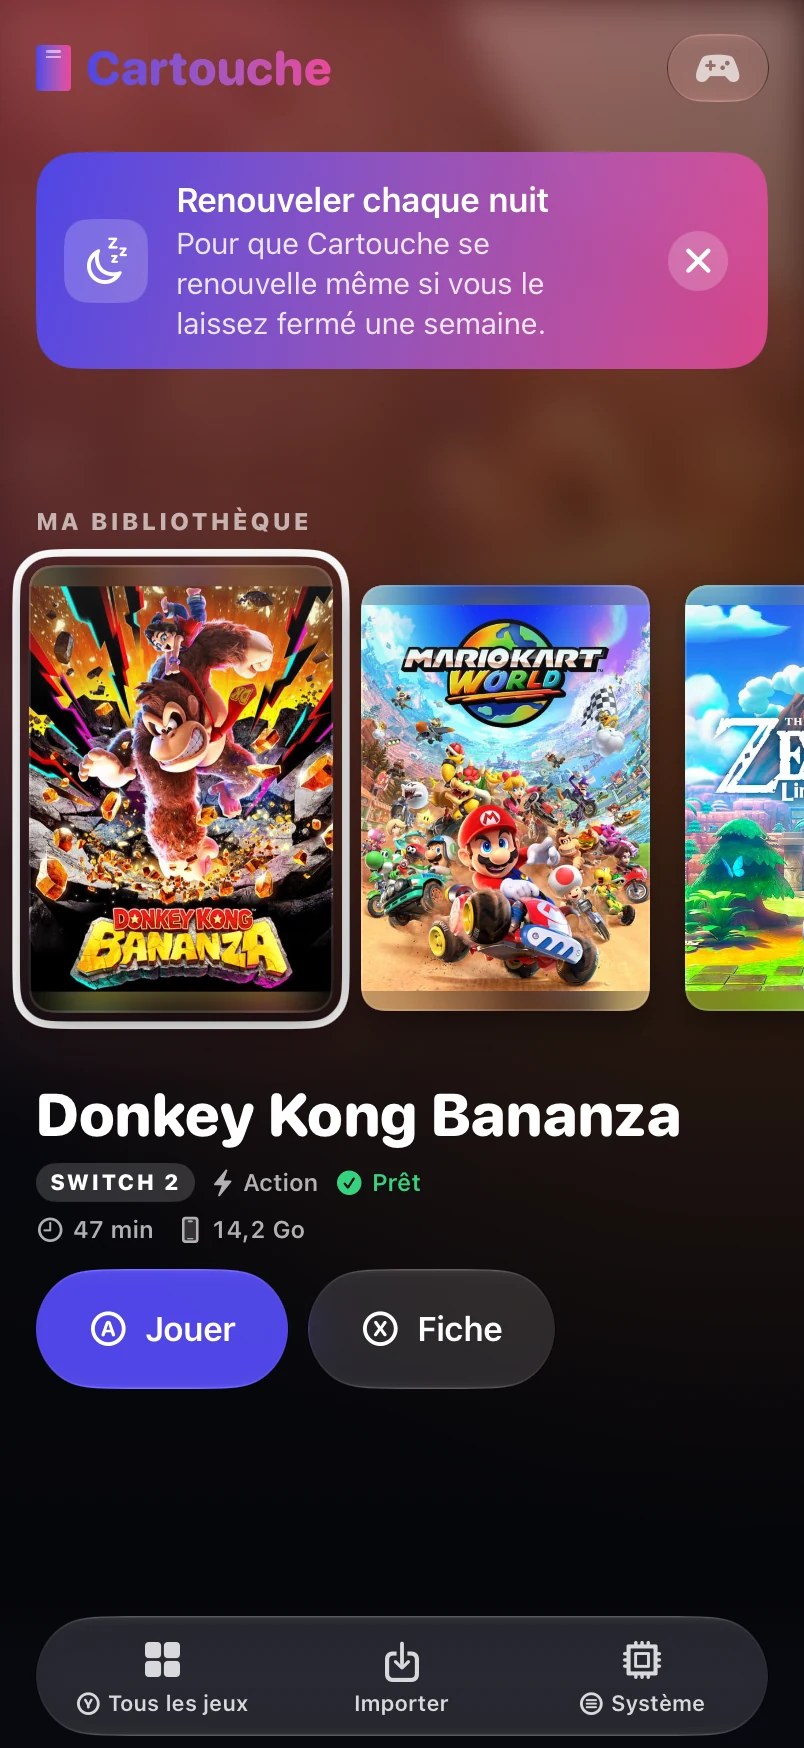 Cartouche
Renouveler chaque nuit
Pour que Cartouche se
renouvelle même si vous le
laissez fermé une semaine.
MA BIBLIOTHÈQUE
DONKEY KONG
BANANZA
MARIOKART
WORLD
Donkey Kong Bananza
SWITCH 2 Action Prêt
47 min 14,2 Go
A Jouer X Fiche
Y Tous les jeux Importer Système